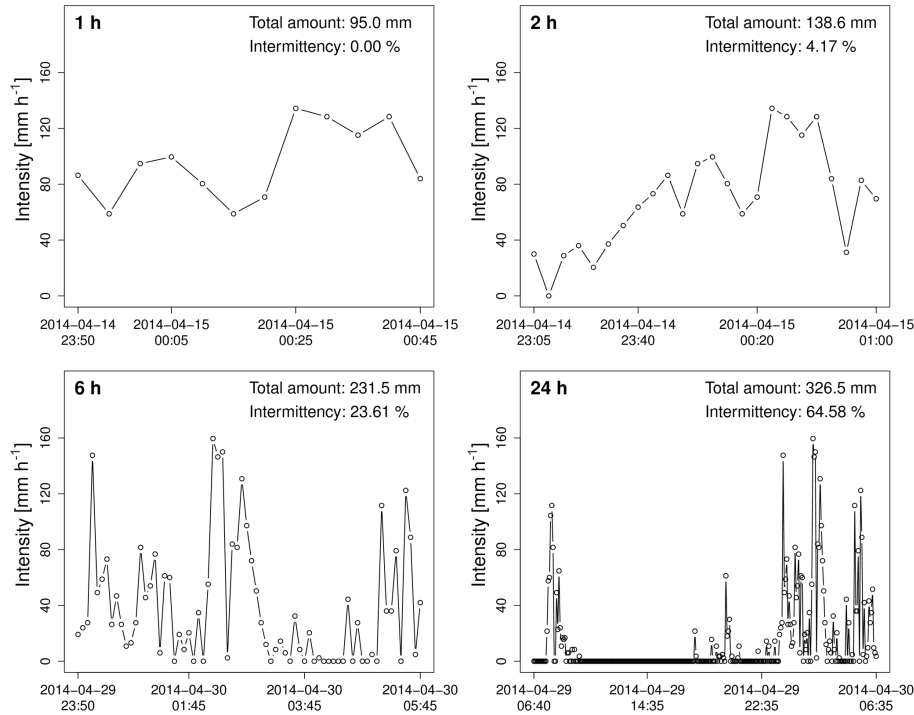 1 h
Total amount: 95.0 mm
Intermittency: 0.00 %
Intensity [mm h⁻¹]
160
120
80
40
0
2014−04−14 2014−04−15 2014−04−15 2014−04−15
23:50 00:05 00:25 00:45
2 h
Total amount: 138.6 mm
Intermittency: 4.17 %
Intensity [mm h⁻¹]
160
120
80
40
0
2014−04−14 2014−04−14 2014−04−15 2014−04−15
23:05 23:40 00:20 01:00
6 h
Total amount: 231.5 mm
Intermittency: 23.61 %
Intensity [mm h⁻¹]
160
120
80
40
0
2014−04−29 2014−04−30 2014−04−30 2014−04−30
23:50 01:45 03:45 05:45
24 h
Total amount: 326.5 mm
Intermittency: 64.58 %
Intensity [mm h⁻¹]
160
120
80
40
0
2014−04−29 2014−04−29 2014−04−29 2014−04−30
06:40 14:35 22:35 06:35